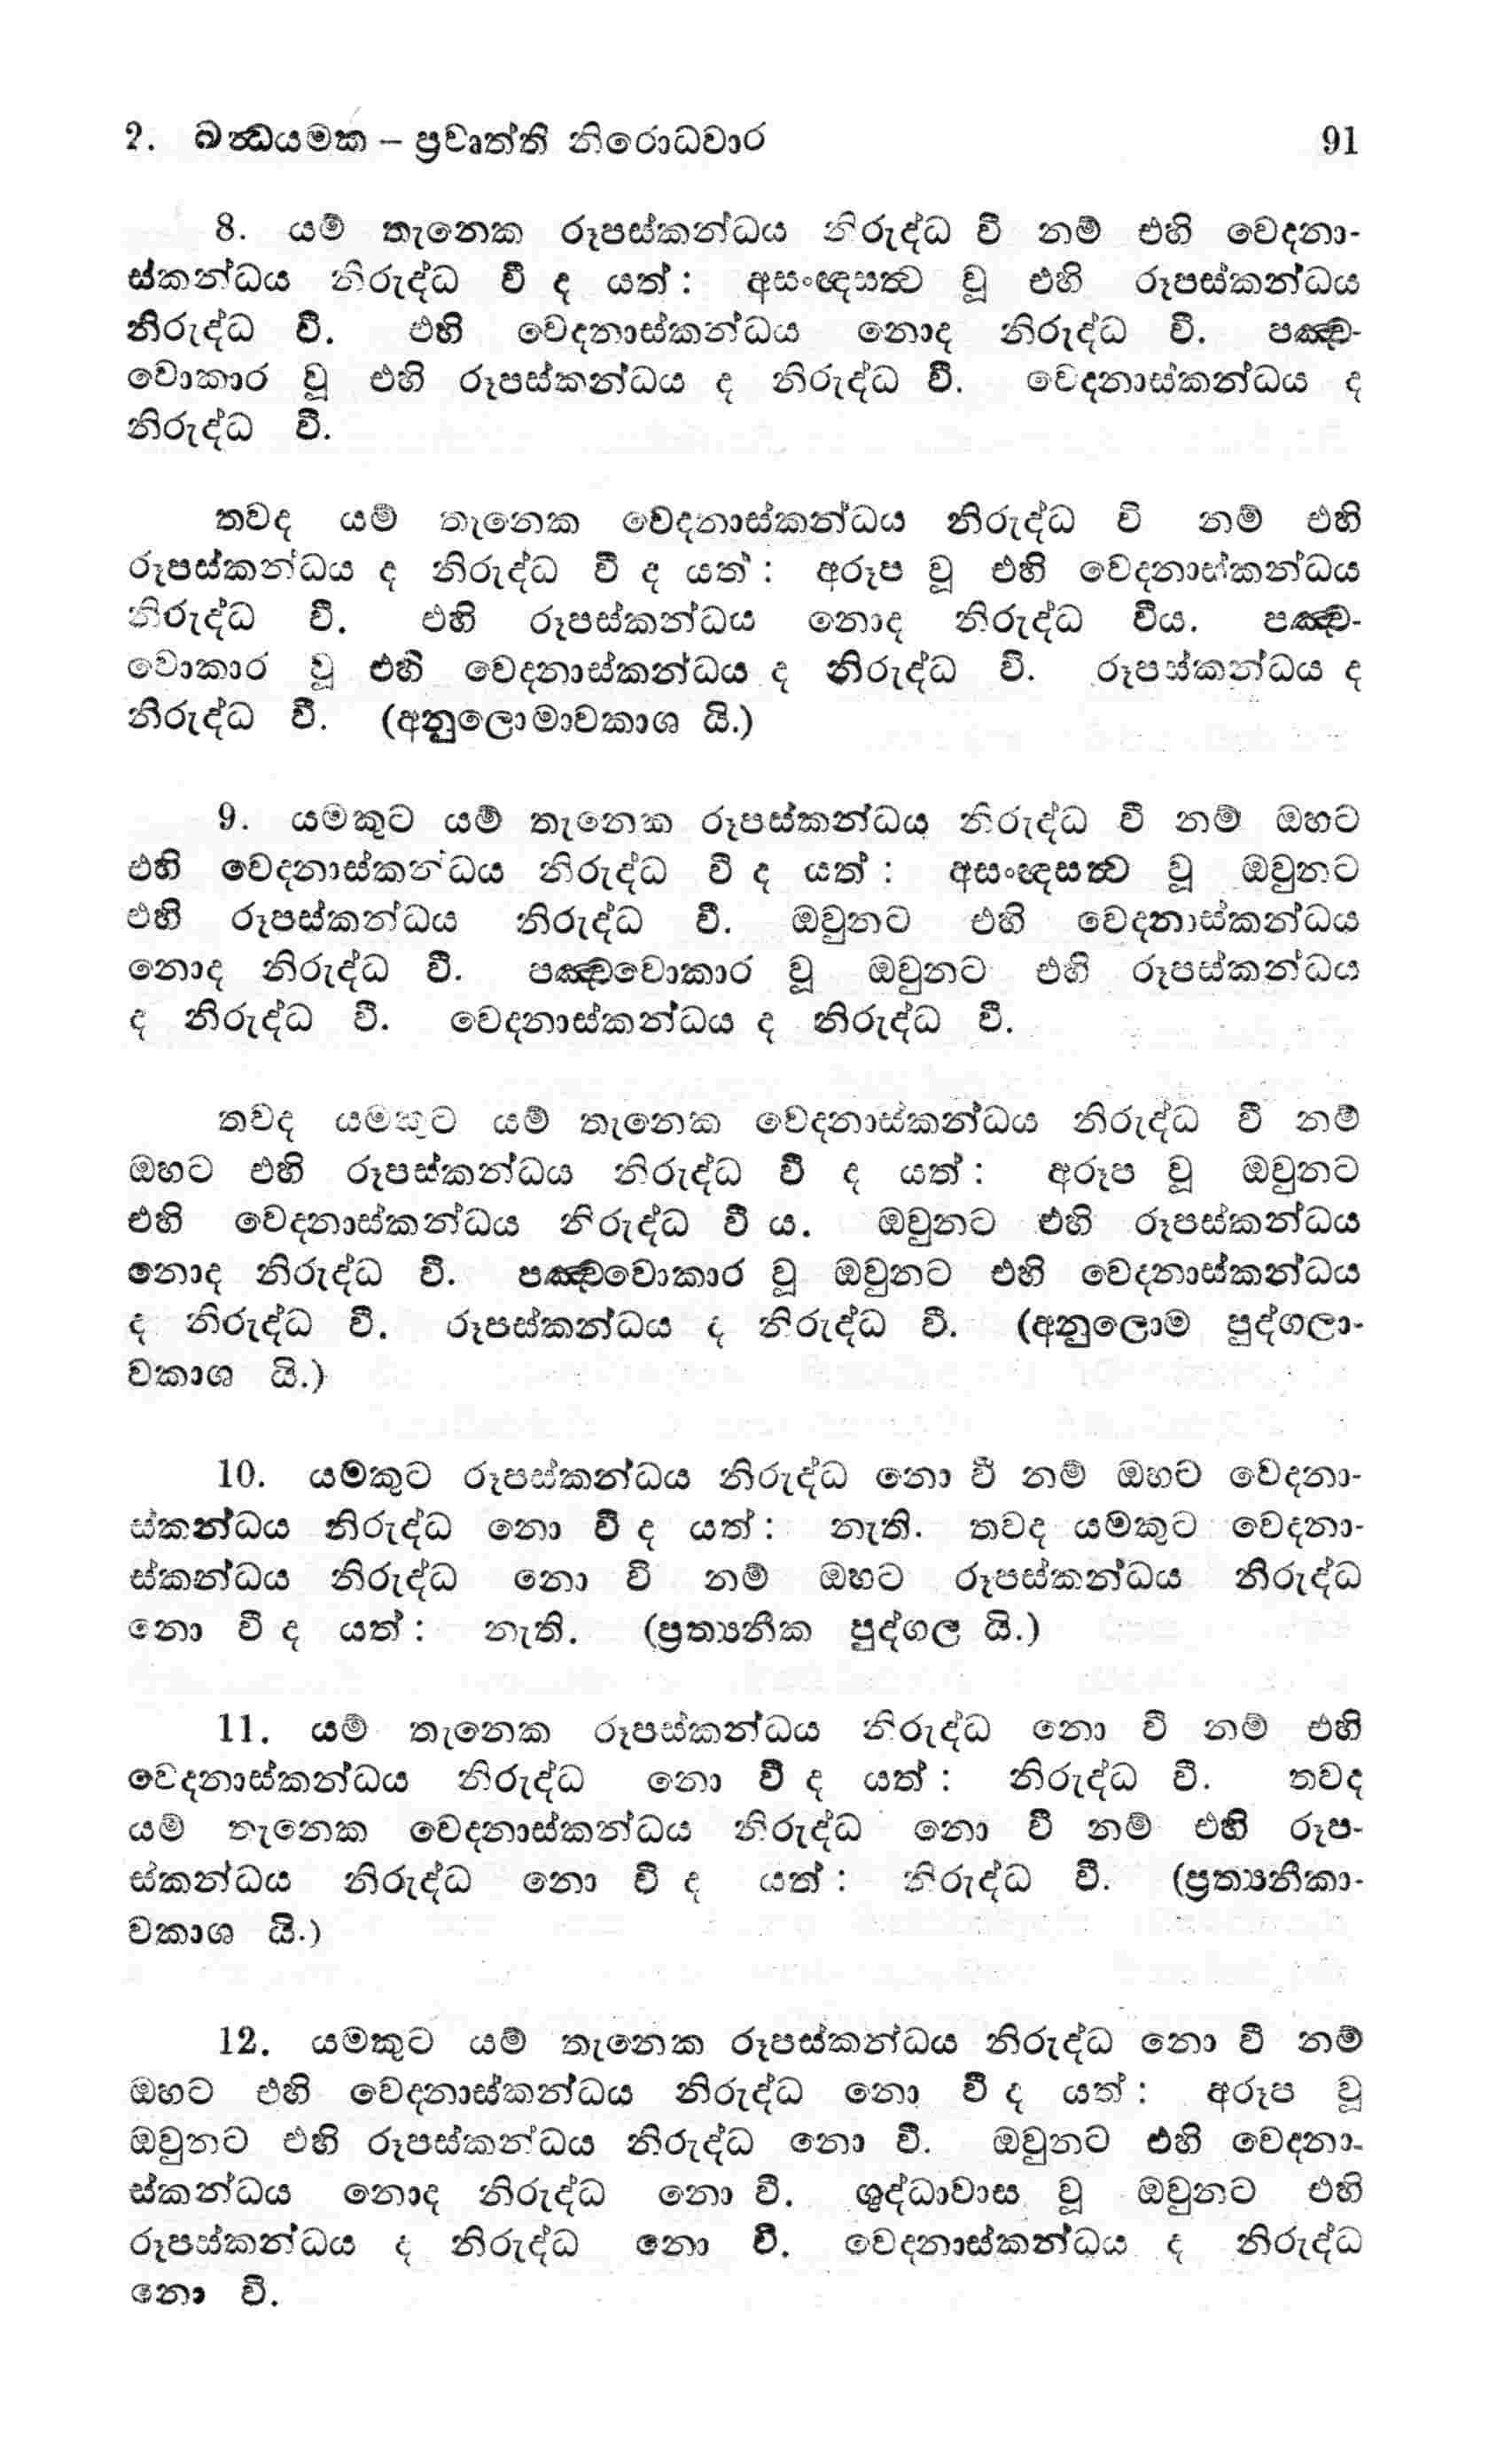 2. ඛන්ධයමක – ප්‍රවෘත්ති නිරොධවාර 91
8. යම් තැනෙක රූපස්කන්ධය නිරුද්ධ වී නම් එහි වෙදනා-
ස්කන්ධය නිරුද්ධ වී ද යත්: අසංඥසත්ව වූ එහි රූපස්කන්ධය
නිරුද්ධ වී. එහි වෙදනාස්කන්ධය නොද නිරුද්ධ වී. පඤ්ච-
වොකාර වූ එහි රූපස්කන්ධය ද නිරුද්ධ වී. වෙදනාස්කන්ධය ද
නිරුද්ධ වී.
තවද යම් තැනෙක වෙදනාස්කන්ධය නිරුද්ධ වි නම් එහි
රූපස්කන්ධය ද නිරුද්ධ වී ද යත්: අරූප වූ එහි වෙදනාස්කන්ධය
නිරුද්ධ වී. එහි රූපස්කන්ධය නොද නිරුද්ධ විය. පඤ්ච-
වොකාර වූ එහි වෙදනාස්කන්ධය ද නිරුද්ධ වි. රූපස්කන්ධය ද
නිරුද්ධ වී. (අනුලොමාවකාශ යි.)
9. යමකුට යම් තැනෙක රූපස්කන්ධය නිරුද්ධ වී නම් ඔහට
එහි වෙදනාස්කන්ධය නිරුද්ධ වී ද යත්: අසංඥසත්ව වූ ඔවුනට
එහි රූපස්කන්ධය නිරුද්ධ වී. ඔවුනට එහි වෙදනාස්කන්ධය
නොද නිරුද්ධ වී. පඤ්චවොකාර වූ ඔවුනට එහි රූපස්කන්ධය
ද නිරුද්ධ වී. වෙදනාස්කන්ධය ද නිරුද්ධ වී.
තවද යමකුට යම් තැනෙක වෙදනාස්කන්ධය නිරුද්ධ වී නම්
ඔහට එහි රූපස්කන්ධය නිරුද්ධ වී ද යත්: අරූප වූ ඔවුනට
එහි වෙදනාස්කන්ධය නිරුද්ධ වී ය. ඔවුනට එහි රූපස්කන්ධය
නොද නිරුද්ධ වී. පඤ්චවොකාර වූ ඔවුනට එහි වෙදනාස්කන්ධය
ද නිරුද්ධ වී. රූපස්කන්ධය ද නිරුද්ධ වී. (අනුලොම පුද්ගලා-
වකාශ යි.)
10. යමකුට රූපස්කන්ධය නිරුද්ධ නො වී නම් ඔහට වෙදනා-
ස්කන්ධය නිරුද්ධ නො වී ද යත්: නැති. තවද යමකුට වෙදනා-
ස්කන්ධය නිරුද්ධ නො වී නම් ඔහට රූපස්කන්ධය නිරුද්ධ
නො වී ද යත්: නැති. (ප්‍රත්‍යනීක පුද්ගල යි.)
11. යම් තැනෙක රූපස්කන්ධය නිරුද්ධ නො වී නම් එහි
වෙදනාස්කන්ධය නිරුද්ධ නො වී ද යත්: නිරුද්ධ වී. තවද
යම් තැනෙක වෙදනාස්කන්ධය නිරුද්ධ නො වී නම් එහි රූප-
ස්කන්ධය නිරුද්ධ නො වී ද යත්: නිරුද්ධ වී. (ප්‍රත්‍යනීකා-
වකාශ යි.)
12. යමකුට යම් තැනෙක රූපස්කන්ධය නිරුද්ධ නො වී නම්
ඔහට එහි වෙදනාස්කන්ධය නිරුද්ධ නො වී ද යත්: අරූප වූ
ඔවුනට එහි රූපස්කන්ධය නිරුද්ධ නො වී. ඔවුනට එහි වෙදනා-
ස්කන්ධය නොද නිරුද්ධ නො වී. ශුද්ධාවාස වූ ඔවුනට එහි
රූපස්කන්ධය ද නිරුද්ධ නො වී. වෙදනාස්කන්ධය ද නිරුද්ධ
නො වී.